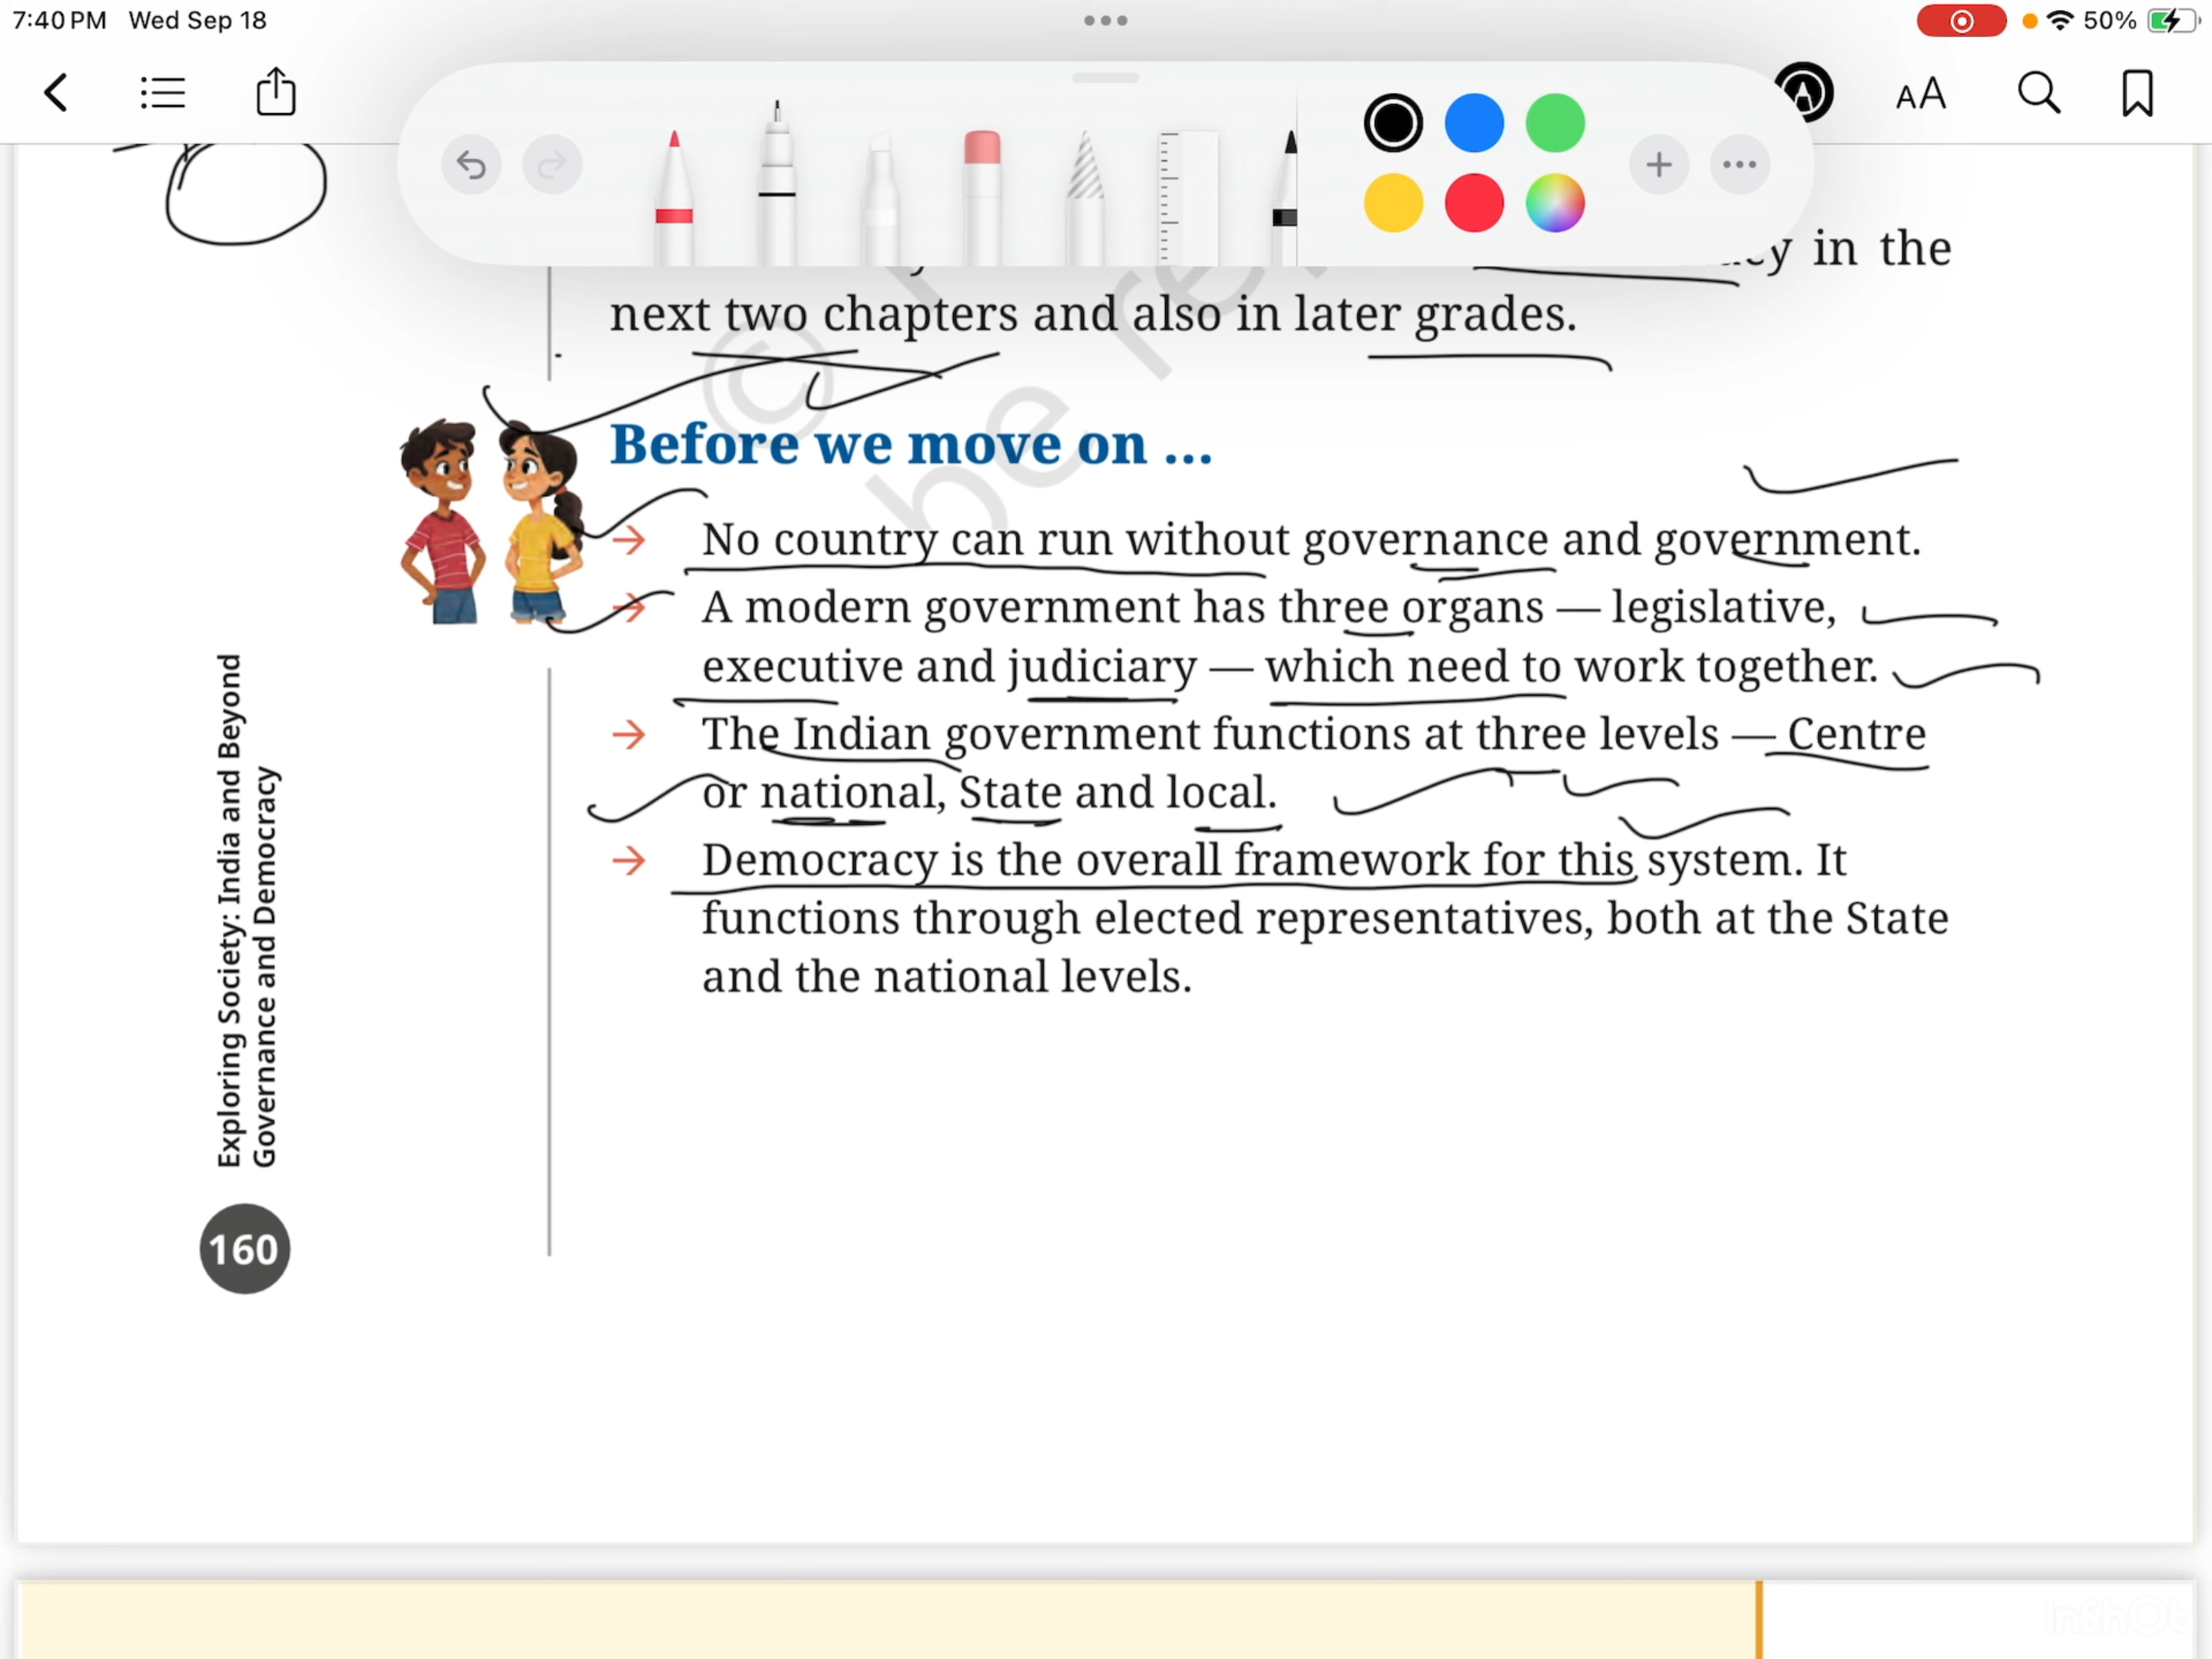 7:40 PM Wed Sep 18
50%
AA
in the
next two chapters and also in later grades.
© be re
Before we move on ...
→ No country can run without governance and government.
→ A modern government has three organs — legislative,
executive and judiciary — which need to work together.
→ The Indian government functions at three levels — Centre
or national, State and local.
→ Democracy is the overall framework for this system. It
functions through elected representatives, both at the State
and the national levels.
Exploring Society: India and Beyond
Governance and Democracy
160
InShOt